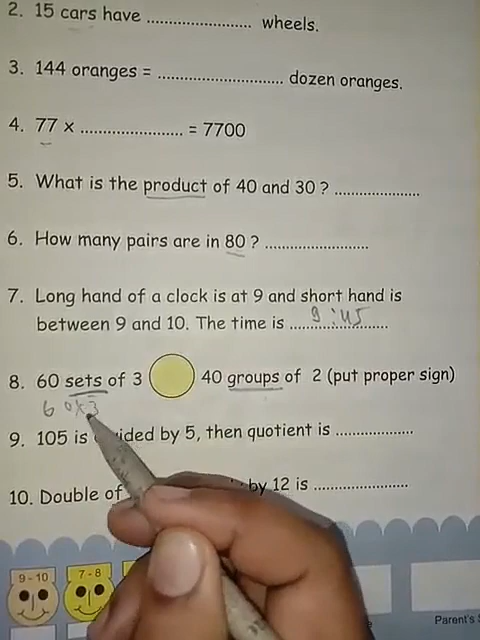 2. 15 cars have ...................... wheels.
3. 144 oranges = .......................... dozen oranges.
4. 77 × ...................... = 7700
5. What is the product of 40 and 30 ? ..................
6. How many pairs are in 80 ? ......................
7. Long hand of a clock is at 9 and short hand is
between 9 and 10. The time is ...9:45...
8. 60 sets of 3 40 groups of 2 (put proper sign)
60×3
9. 105 is divided by 5, then quotient is ................
10. Double of by 12 is ....................
9 - 10 7 - 8
Parent's